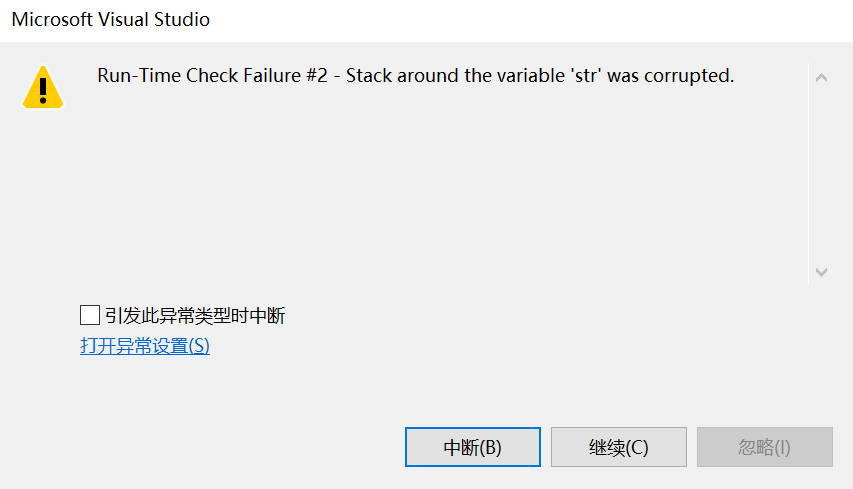 Microsoft Visual Studio
Run-Time Check Failure #2 - Stack around the variable 'str' was corrupted.
引发此异常类型时中断
打开异常设置(S)
中断(B)
继续(C)
忽略(I)